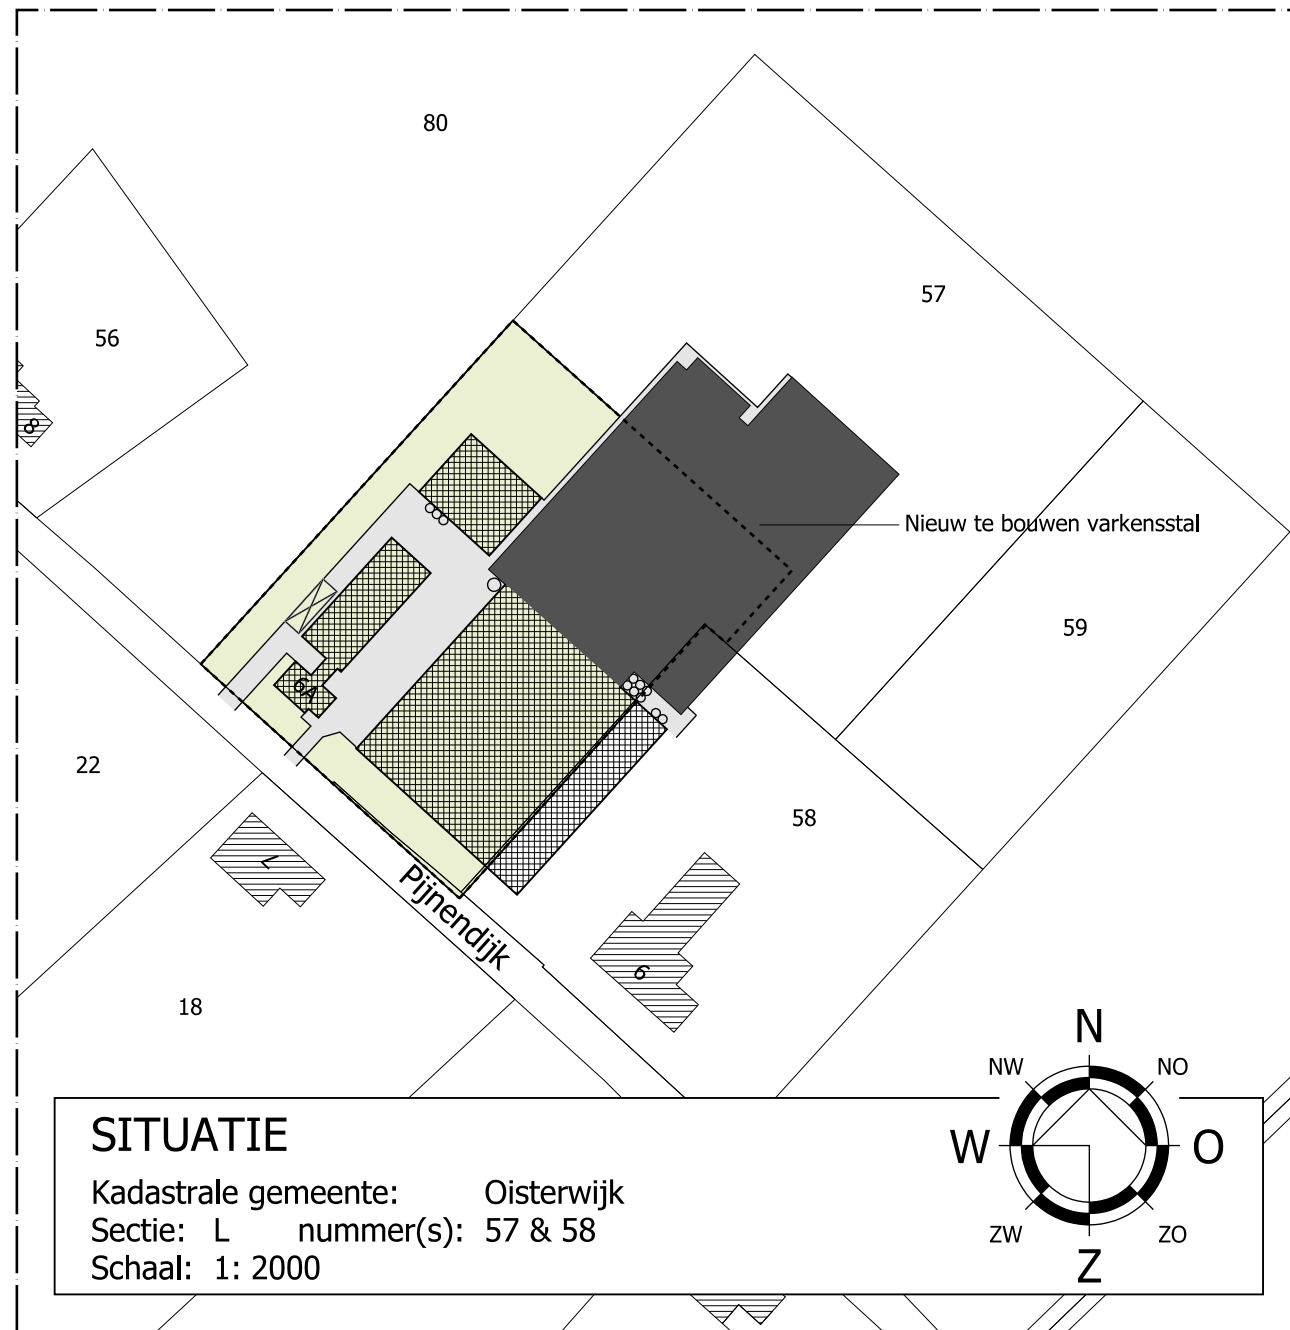 80
57
56
8
Nieuw te bouwen varkensstal
59
6A
22
58
L
Pijnendijk
6
18
N
NW
NO
W
O
ZW
ZO
Z
SITUATIE
Kadastrale gemeente: Oisterwijk
Sectie: L nummer(s): 57 & 58
Schaal: 1: 2000